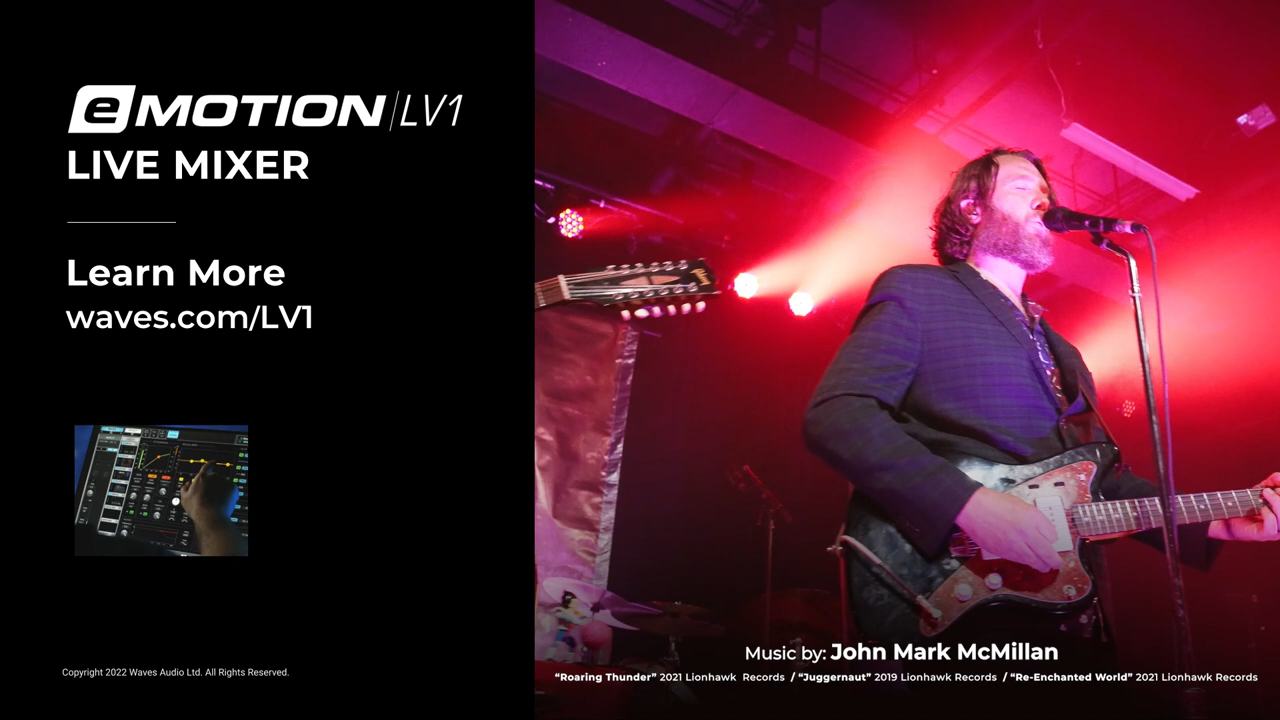 eMOTION|LV1
LIVE MIXER
Learn More
waves.com/LV1
Copyright 2022 Waves Audio Ltd. All Rights Reserved.
Music by: John Mark McMillan
“Roaring Thunder” 2021 Lionhawk Records / “Juggernaut” 2019 Lionhawk Records / “Re-Enchanted World” 2021 Lionhawk Records